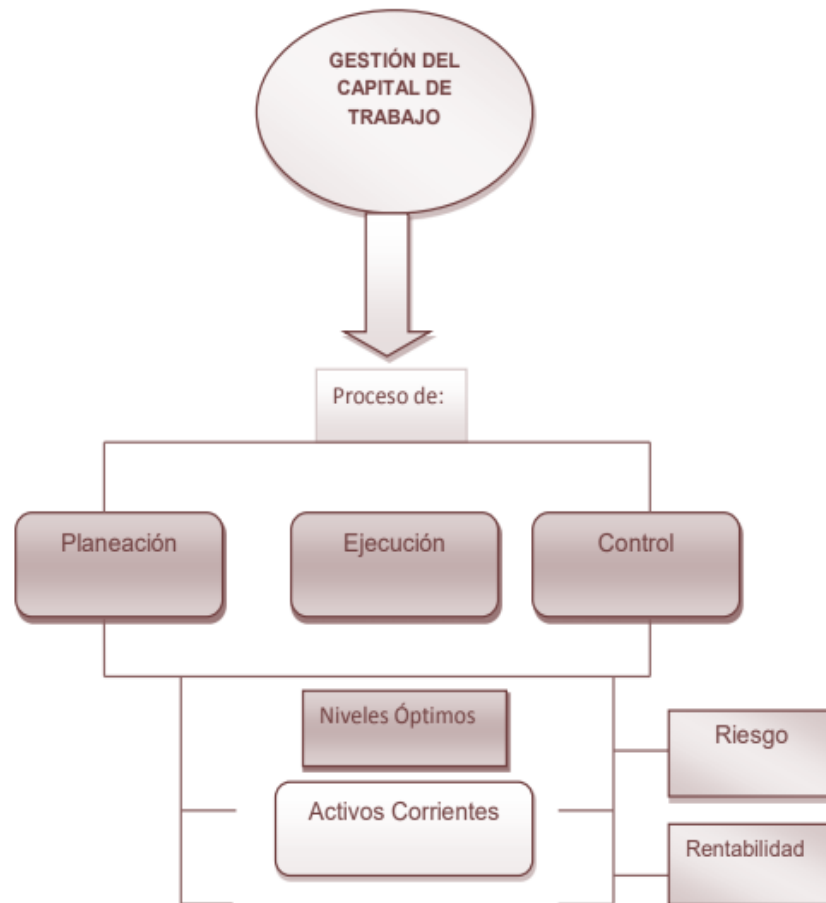 GESTIÓN DEL
CAPITAL DE
TRABAJO
Proceso de:
Planeación
Ejecución
Control
Niveles Óptimos
Riesgo
Activos Corrientes
Rentabilidad